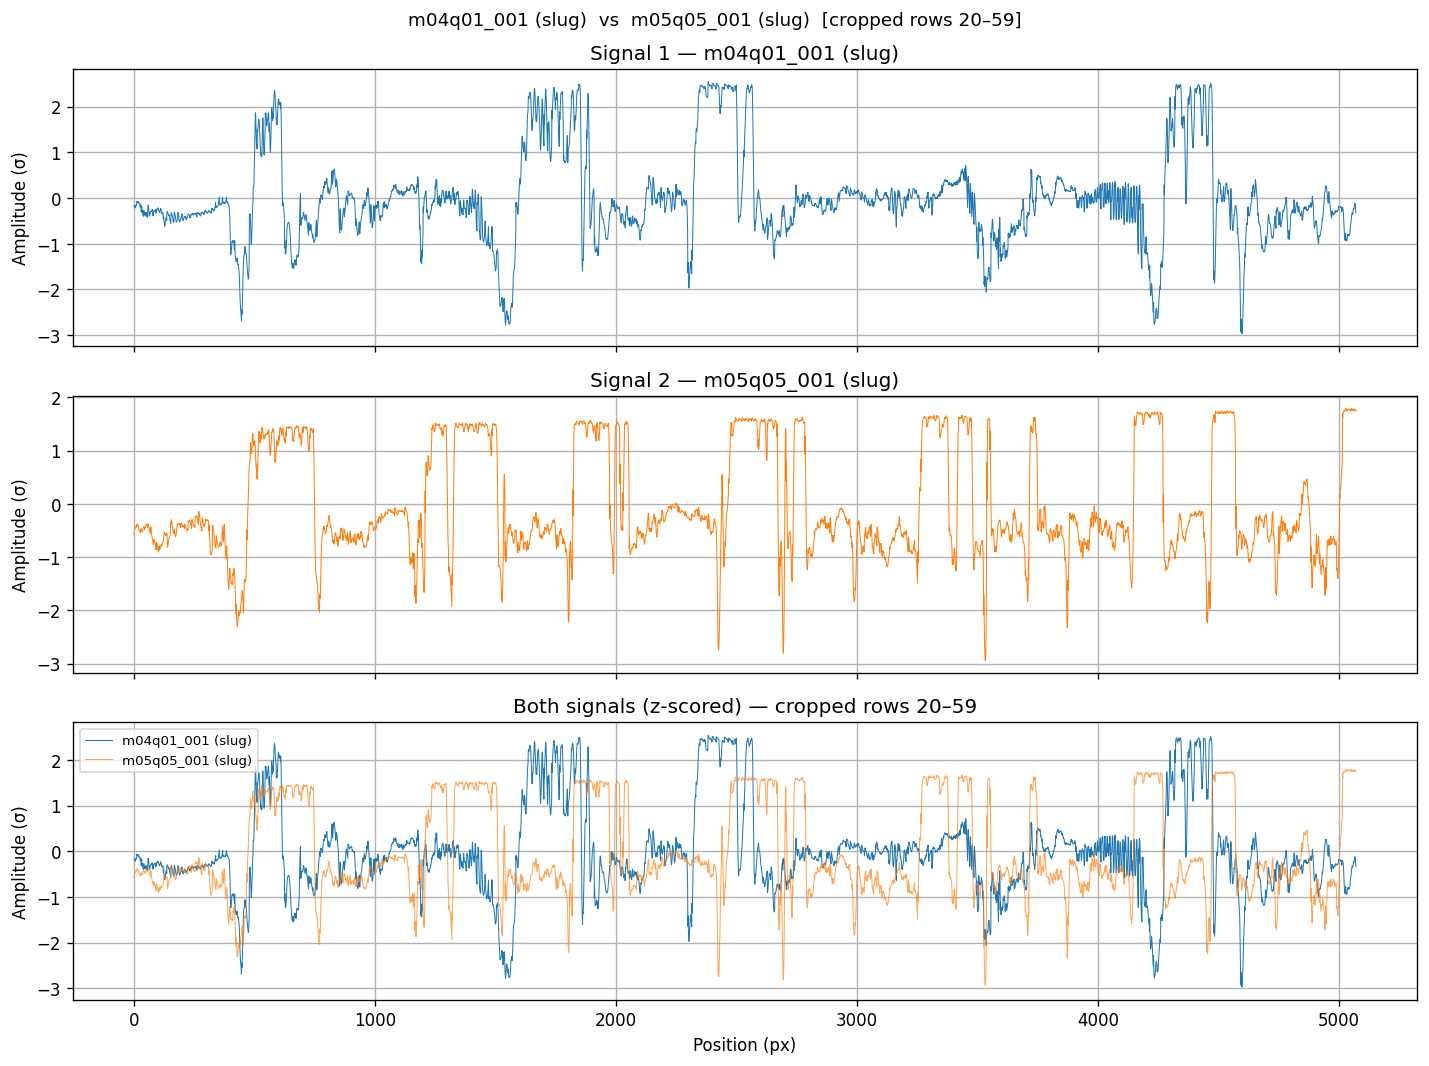 m04q01_001 (slug)  vs  m05q05_001 (slug)  [cropped rows 20–59]
Signal 1 — m04q01_001 (slug)
Amplitude (σ)
2
1
0
−1
−2
−3
Signal 2 — m05q05_001 (slug)
Amplitude (σ)
2
1
0
−1
−2
−3
Both signals (z-scored) — cropped rows 20–59
m04q01_001 (slug)
m05q05_001 (slug)
Amplitude (σ)
2
1
0
−1
−2
−3
0 1000 2000 3000 4000 5000
Position (px)